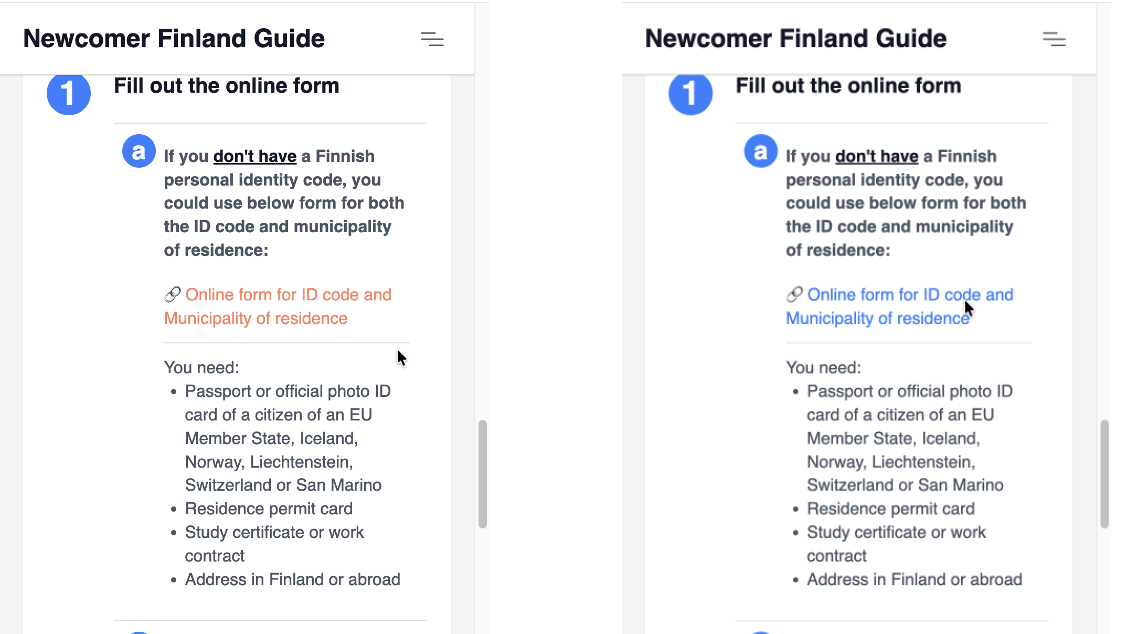 Newcomer Finland Guide
1
Fill out the online form
a
If you don't have a Finnish
personal identity code, you
could use below form for both
the ID code and municipality
of residence:
Online form for ID code and
Municipality of residence
You need:
• Passport or official photo ID
card of a citizen of an EU
Member State, Iceland,
Norway, Liechtenstein,
Switzerland or San Marino
• Residence permit card
• Study certificate or work
contract
• Address in Finland or abroad
Newcomer Finland Guide
1
Fill out the online form
a
If you don't have a Finnish
personal identity code, you
could use below form for both
the ID code and municipality
of residence:
Online form for ID code and
Municipality of residence
You need:
• Passport or official photo ID
card of a citizen of an EU
Member State, Iceland,
Norway, Liechtenstein,
Switzerland or San Marino
• Residence permit card
• Study certificate or work
contract
• Address in Finland or abroad